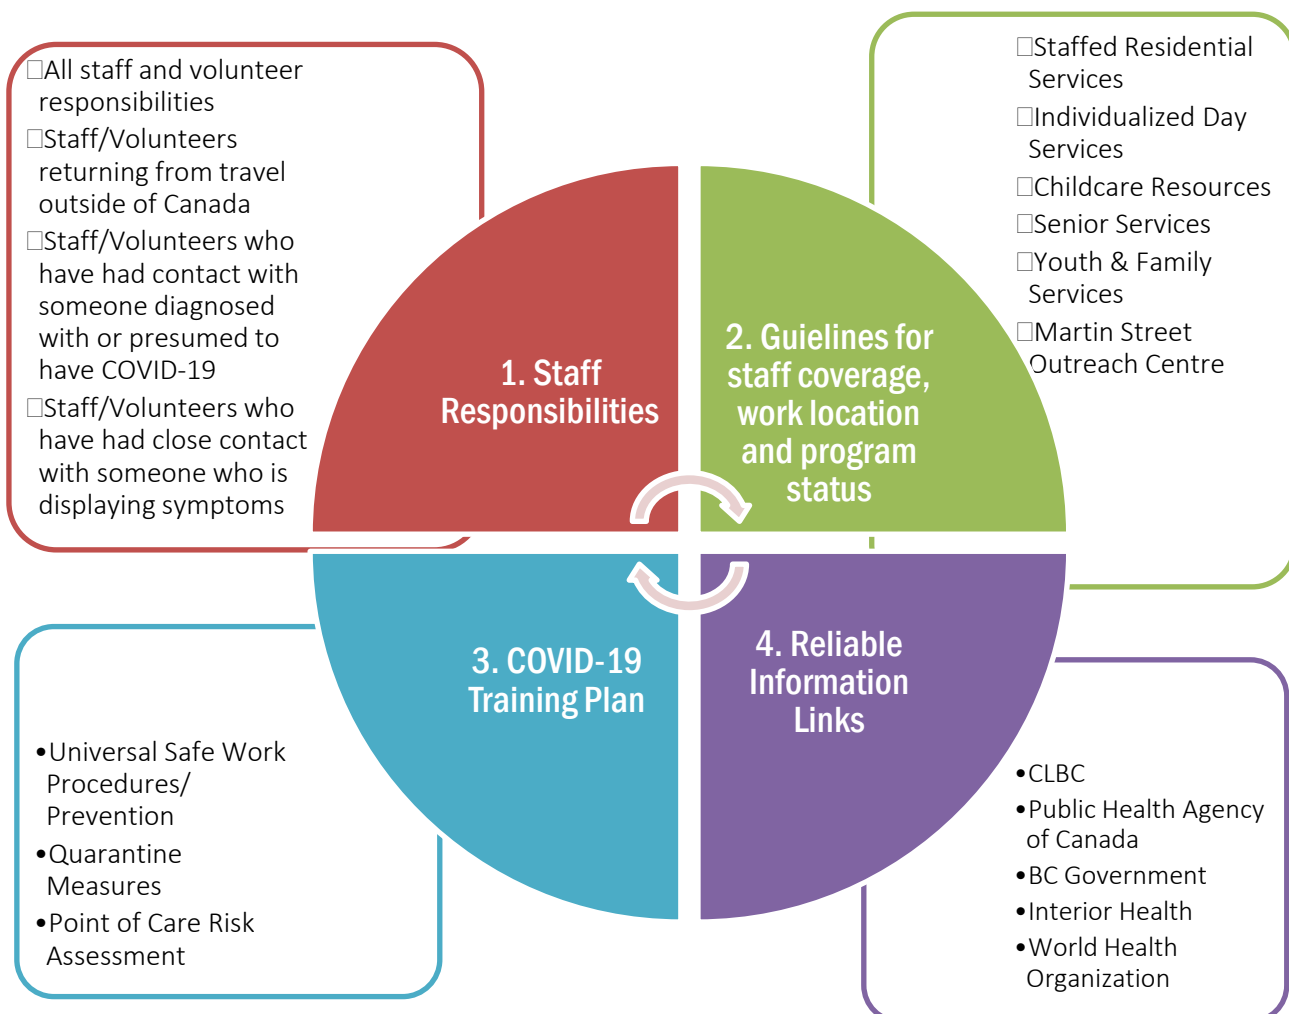 □All staff and volunteer
responsibilities
□Staff/Volunteers
returning from travel
outside of Canada
□Staff/Volunteers who
have had contact with
someone diagnosed
with or presumed to
have COVID-19
□Staff/Volunteers who
have had close contact
with someone who is
displaying symptoms
1. Staff
Responsibilities
□Staffed Residential
Services
□Individualized Day
Services
□Childcare Resources
□Senior Services
□Youth & Family
Services
□Martin Street
Outreach Centre
2. Guielines for
staff coverage,
work location
and program
status
3. COVID-19
Training Plan
•Universal Safe Work
Procedures/
Prevention
•Quarantine
Measures
•Point of Care Risk
Assessment
4. Reliable
Information
Links
•CLBC
•Public Health Agency
of Canada
•BC Government
•Interior Health
•World Health
Organization